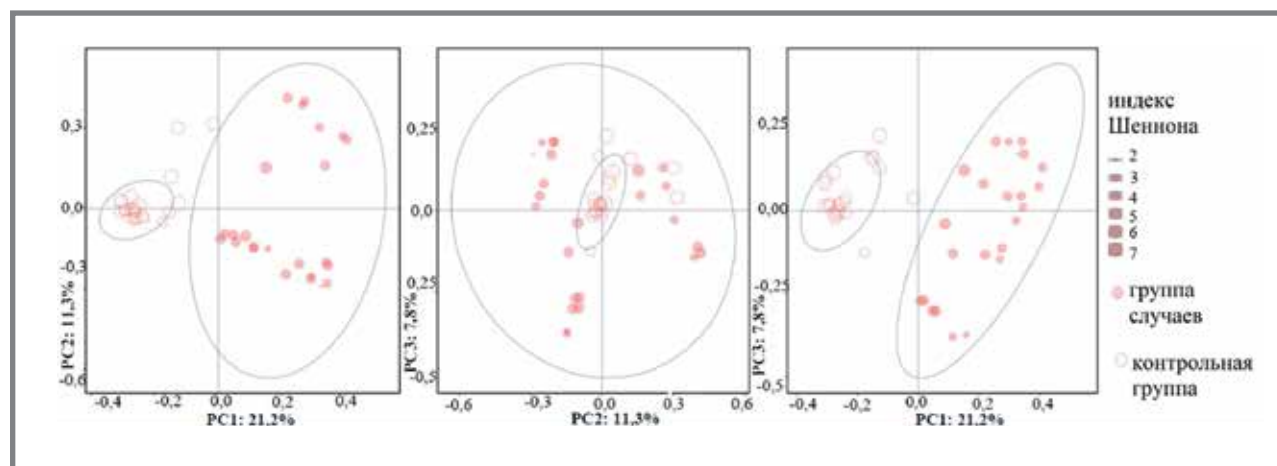 0,3
0,0
-0,3
-0,6
PC2: 11,3%
-0,4 -0,2 0,0 0,2 0,4
PC1: 21,2%
0,25
0,0
0,25
-0,5
PC3: 7,8%
-0,6 -0,3 0,0 0,3 0,6
PC2: 11,3%
0,25
0,00
-0,25
-0,5
PC3: 7,8%
-0,4 -0,2 0,0 0,2 0,4
PC1: 21,2%
индекс
Шеннона
2
3
4
5
6
7
группа
случаев
контрольная
группа